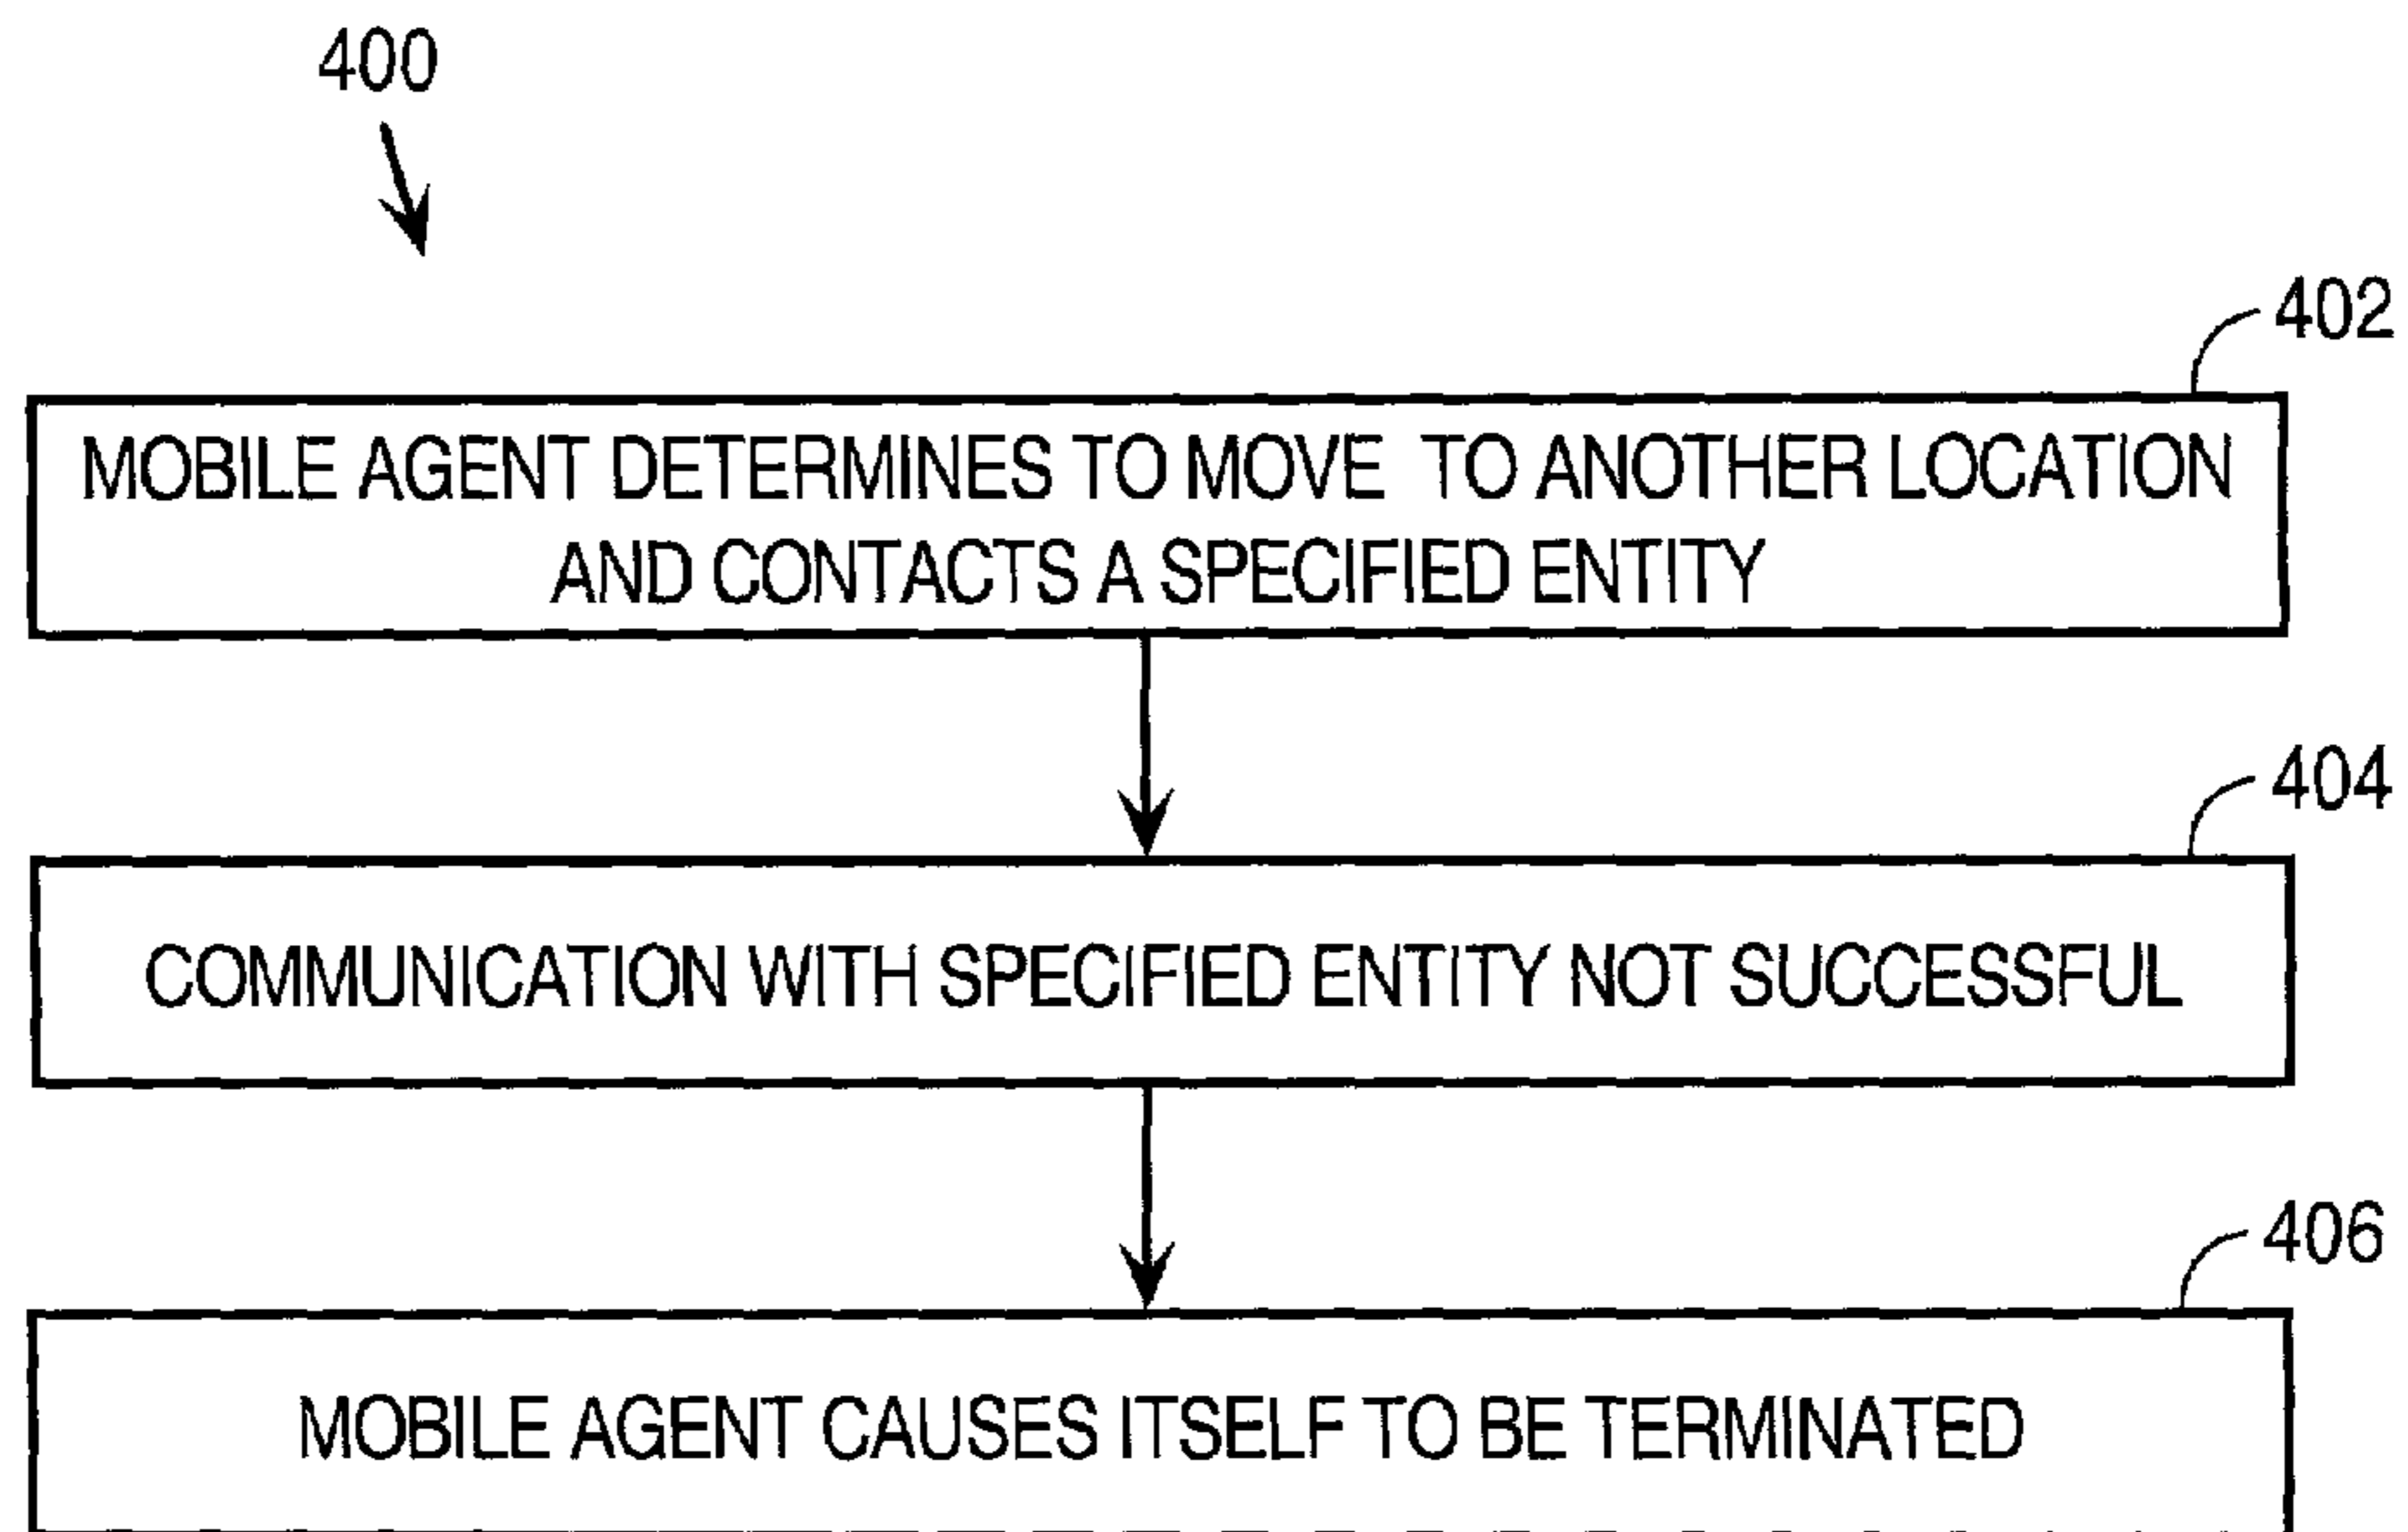 400
402
MOBILE AGENT DETERMINES TO MOVE TO ANOTHER LOCATION
AND CONTACTS A SPECIFIED ENTITY
404
COMMUNICATION WITH SPECIFIED ENTITY NOT SUCCESSFUL
406
MOBILE AGENT CAUSES ITSELF TO BE TERMINATED